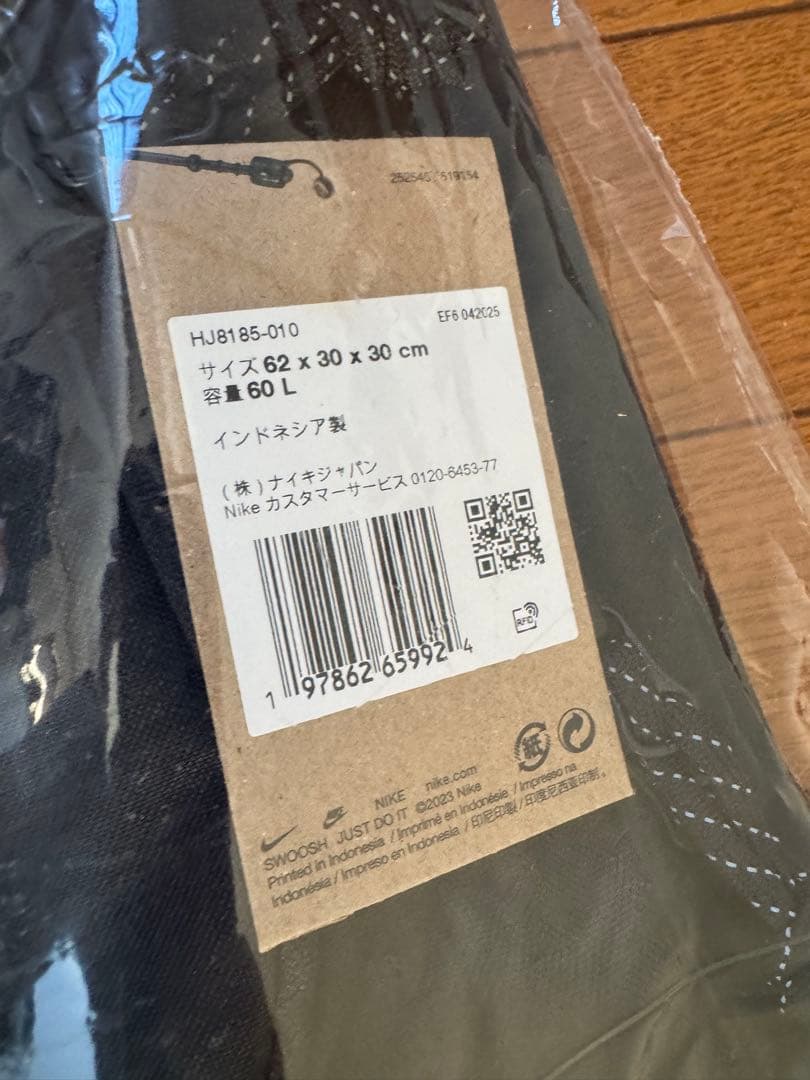 HJ8185-010
EF6 042025
サイズ 62 x 30 x 30 cm
容量 60 L
インドネシア製
(株)ナイキジャパン
Nike カスタマーサービス 0120-6453-77
RFID
1 97862 65992 4
紙
NIKE nike.com
SWOOSH, JUST DO IT ©2023 Nike
Printed in Indonesia / Imprimé en Indonésie / Impresso na
Indonésia / Impreso en Indonesia / 印尼印製 / 印度尼西亚印制。